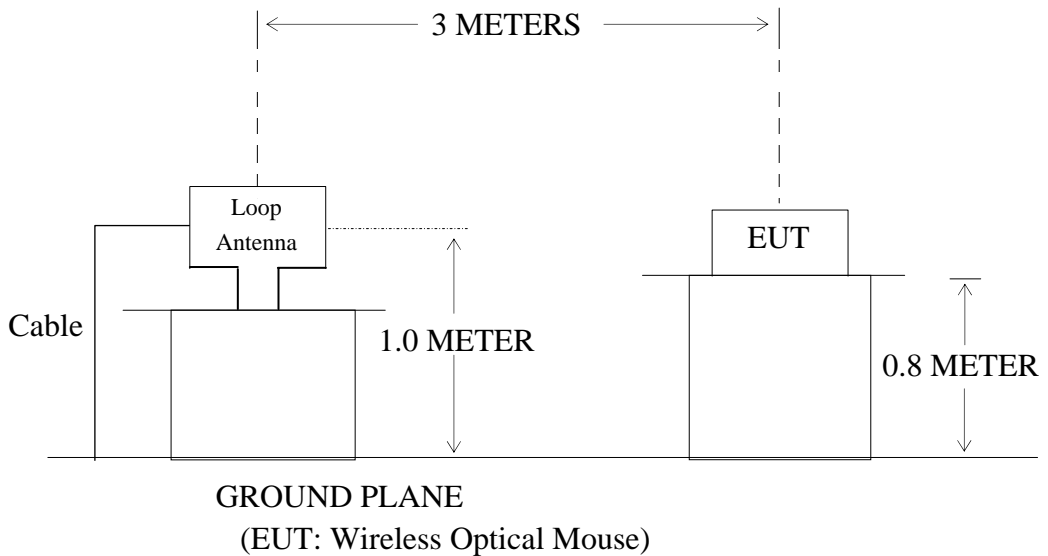 3 METERS
Loop
Antenna
EUT
Cable
1.0 METER
0.8 METER
GROUND PLANE
(EUT: Wireless Optical Mouse)